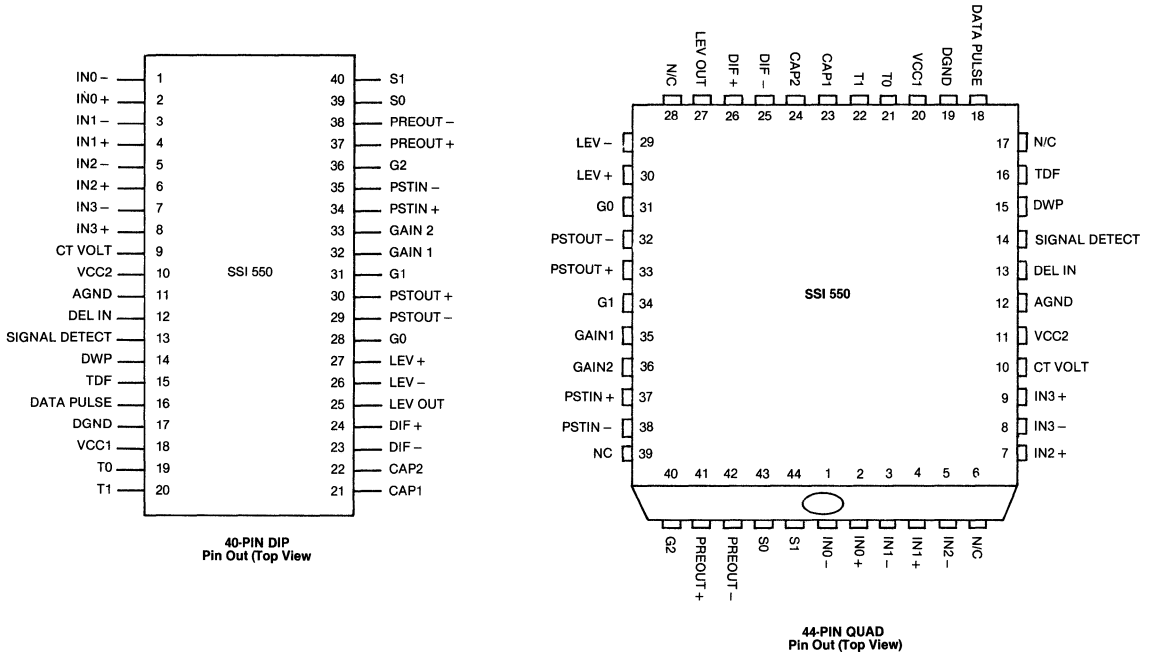 IN0 - 1
IN0 + 2
IN1 - 3
IN1 + 4
IN2 - 5
IN2 + 6
IN3 - 7
IN3 + 8
CT VOLT 9
VCC2 10
AGND 11
DEL IN 12
SIGNAL DETECT 13
DWP 14
TDF 15
DATA PULSE 16
DGND 17
VCC1 18
T0 19
T1 20
SSI 550
40 S1
39 S0
38 PREOUT -
37 PREOUT +
36 G2
35 PSTIN -
34 PSTIN +
33 GAIN 2
32 GAIN 1
31 G1
30 PSTOUT +
29 PSTOUT -
28 G0
27 LEV +
26 LEV -
25 LEV OUT
24 DIF +
23 DIF -
22 CAP2
21 CAP1
40-PIN DIP
Pin Out (Top View
N/C
LEV OUT
DIF +
DIF -
CAP2
CAP1
T1
T0
VCC1
DGND
DATA PULSE
28 27 26 25 24 23 22 21 20 19 18
LEV - 29
LEV + 30
G0 31
PSTOUT - 32
PSTOUT + 33
G1 34
GAIN1 35
GAIN2 36
PSTIN + 37
PSTIN - 38
NC 39
SSI 550
17 N/C
16 TDF
15 DWP
14 SIGNAL DETECT
13 DEL IN
12 AGND
11 VCC2
10 CT VOLT
9 IN3 +
8 IN3 -
7 IN2 +
40 41 42 43 44 1 2 3 4 5 6
G2
PREOUT +
PREOUT -
S0
S1
IN0 -
IN0 +
IN1 -
IN1 +
IN2 -
N/C
44-PIN QUAD
Pin Out (Top View)